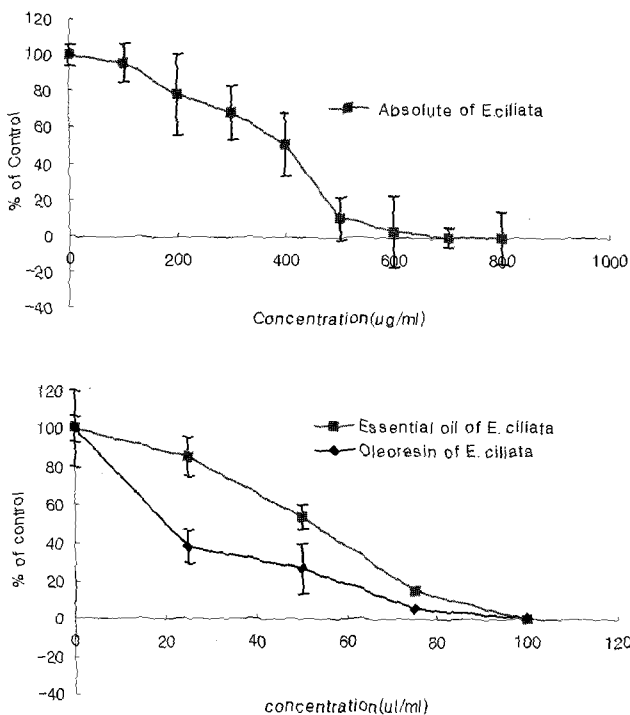 120
100
80
60
40
20
0
-20
-40
% of Control
Absolute of E.ciliata
0 200 400 600 800 1000
Concentration(ug/ml)
120
100
80
60
40
20
0
-20
-40
% of control
Essential oil of E. ciliata
Oleoresin of E. ciliata
0 20 40 60 80 100 120
concentration(ul/ml)